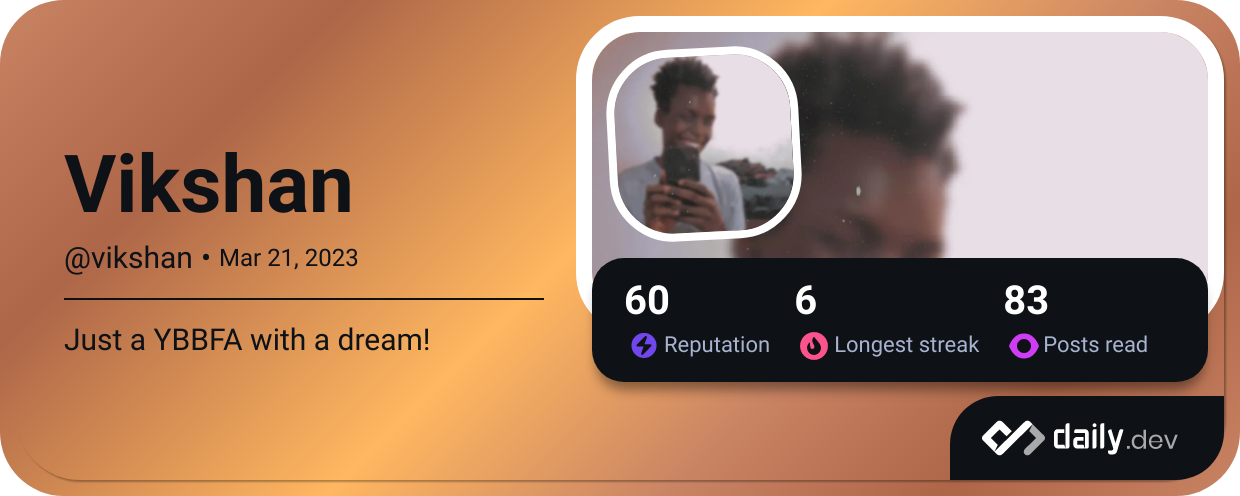 Vikshan
@vikshan • Mar 21, 2023
Just a YBBFA with a dream!
60
Reputation
6
Longest streak
83
Posts read
daily.dev